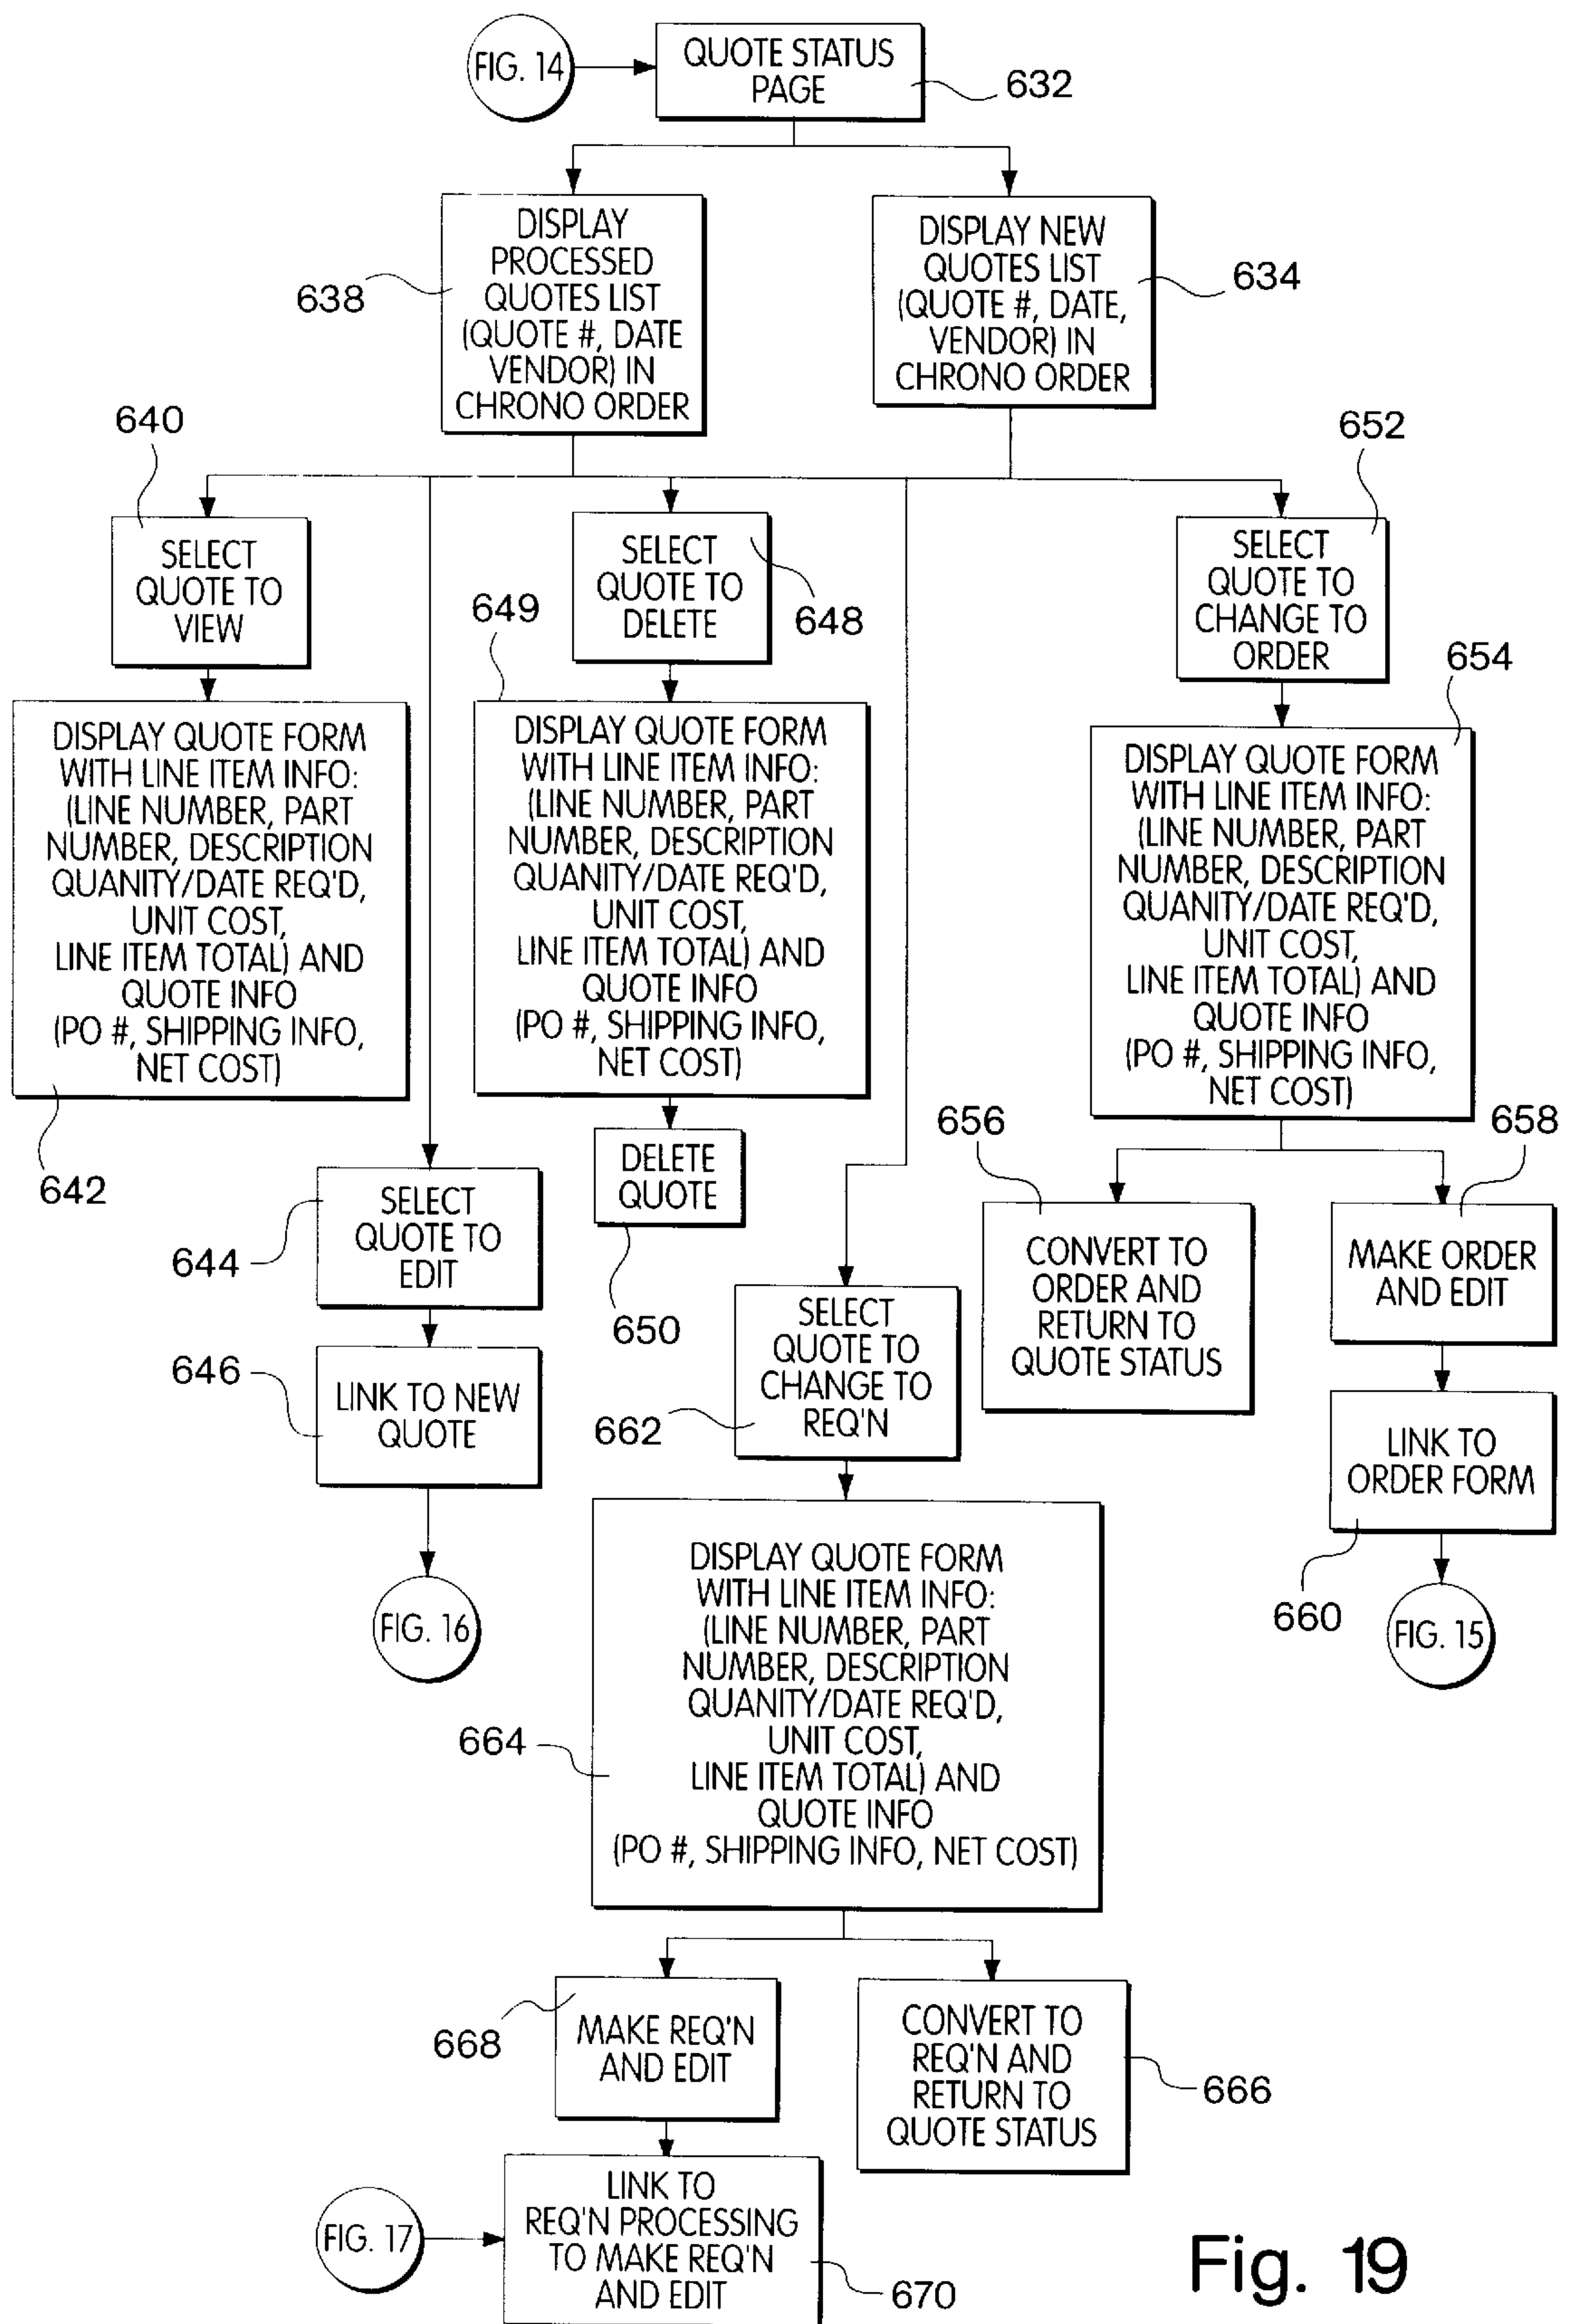 FIG. 14
QUOTE STATUS
PAGE
632
DISPLAY
PROCESSED
QUOTES LIST
(QUOTE #, DATE
VENDOR) IN
CHRONO ORDER
638
DISPLAY NEW
QUOTES LIST
(QUOTE #, DATE,
VENDOR) IN
CHRONO ORDER
634
640
SELECT
QUOTE TO
VIEW
DISPLAY QUOTE FORM
WITH LINE ITEM INFO:
(LINE NUMBER, PART
NUMBER, DESCRIPTION
QUANITY/DATE REQ'D,
UNIT COST,
LINE ITEM TOTAL) AND
QUOTE INFO
(PO #, SHIPPING INFO,
NET COST)
642
SELECT
QUOTE TO
DELETE
648
649
DISPLAY QUOTE FORM
WITH LINE ITEM INFO:
(LINE NUMBER, PART
NUMBER, DESCRIPTION
QUANITY/DATE REQ'D,
UNIT COST,
LINE ITEM TOTAL) AND
QUOTE INFO
(PO #, SHIPPING INFO,
NET COST)
DELETE
QUOTE
650
652
SELECT
QUOTE TO
CHANGE TO
ORDER
654
DISPLAY QUOTE FORM
WITH LINE ITEM INFO:
(LINE NUMBER, PART
NUMBER, DESCRIPTION
QUANITY/DATE REQ'D,
UNIT COST,
LINE ITEM TOTAL) AND
QUOTE INFO
(PO #, SHIPPING INFO,
NET COST)
656
CONVERT TO
ORDER AND
RETURN TO
QUOTE STATUS
658
MAKE ORDER
AND EDIT
LINK TO
ORDER FORM
660
FIG. 15
644
SELECT
QUOTE TO
EDIT
646
LINK TO NEW
QUOTE
FIG. 16
662
SELECT
QUOTE TO
CHANGE TO
REQ'N
664
DISPLAY QUOTE FORM
WITH LINE ITEM INFO:
(LINE NUMBER, PART
NUMBER, DESCRIPTION
QUANITY/DATE REQ'D,
UNIT COST,
LINE ITEM TOTAL) AND
QUOTE INFO
(PO #, SHIPPING INFO, NET COST)
668
MAKE REQ'N
AND EDIT
CONVERT TO
REQ'N AND
RETURN TO
QUOTE STATUS
666
FIG. 17
LINK TO
REQ'N PROCESSING
TO MAKE REQ'N
AND EDIT
670
Fig. 19